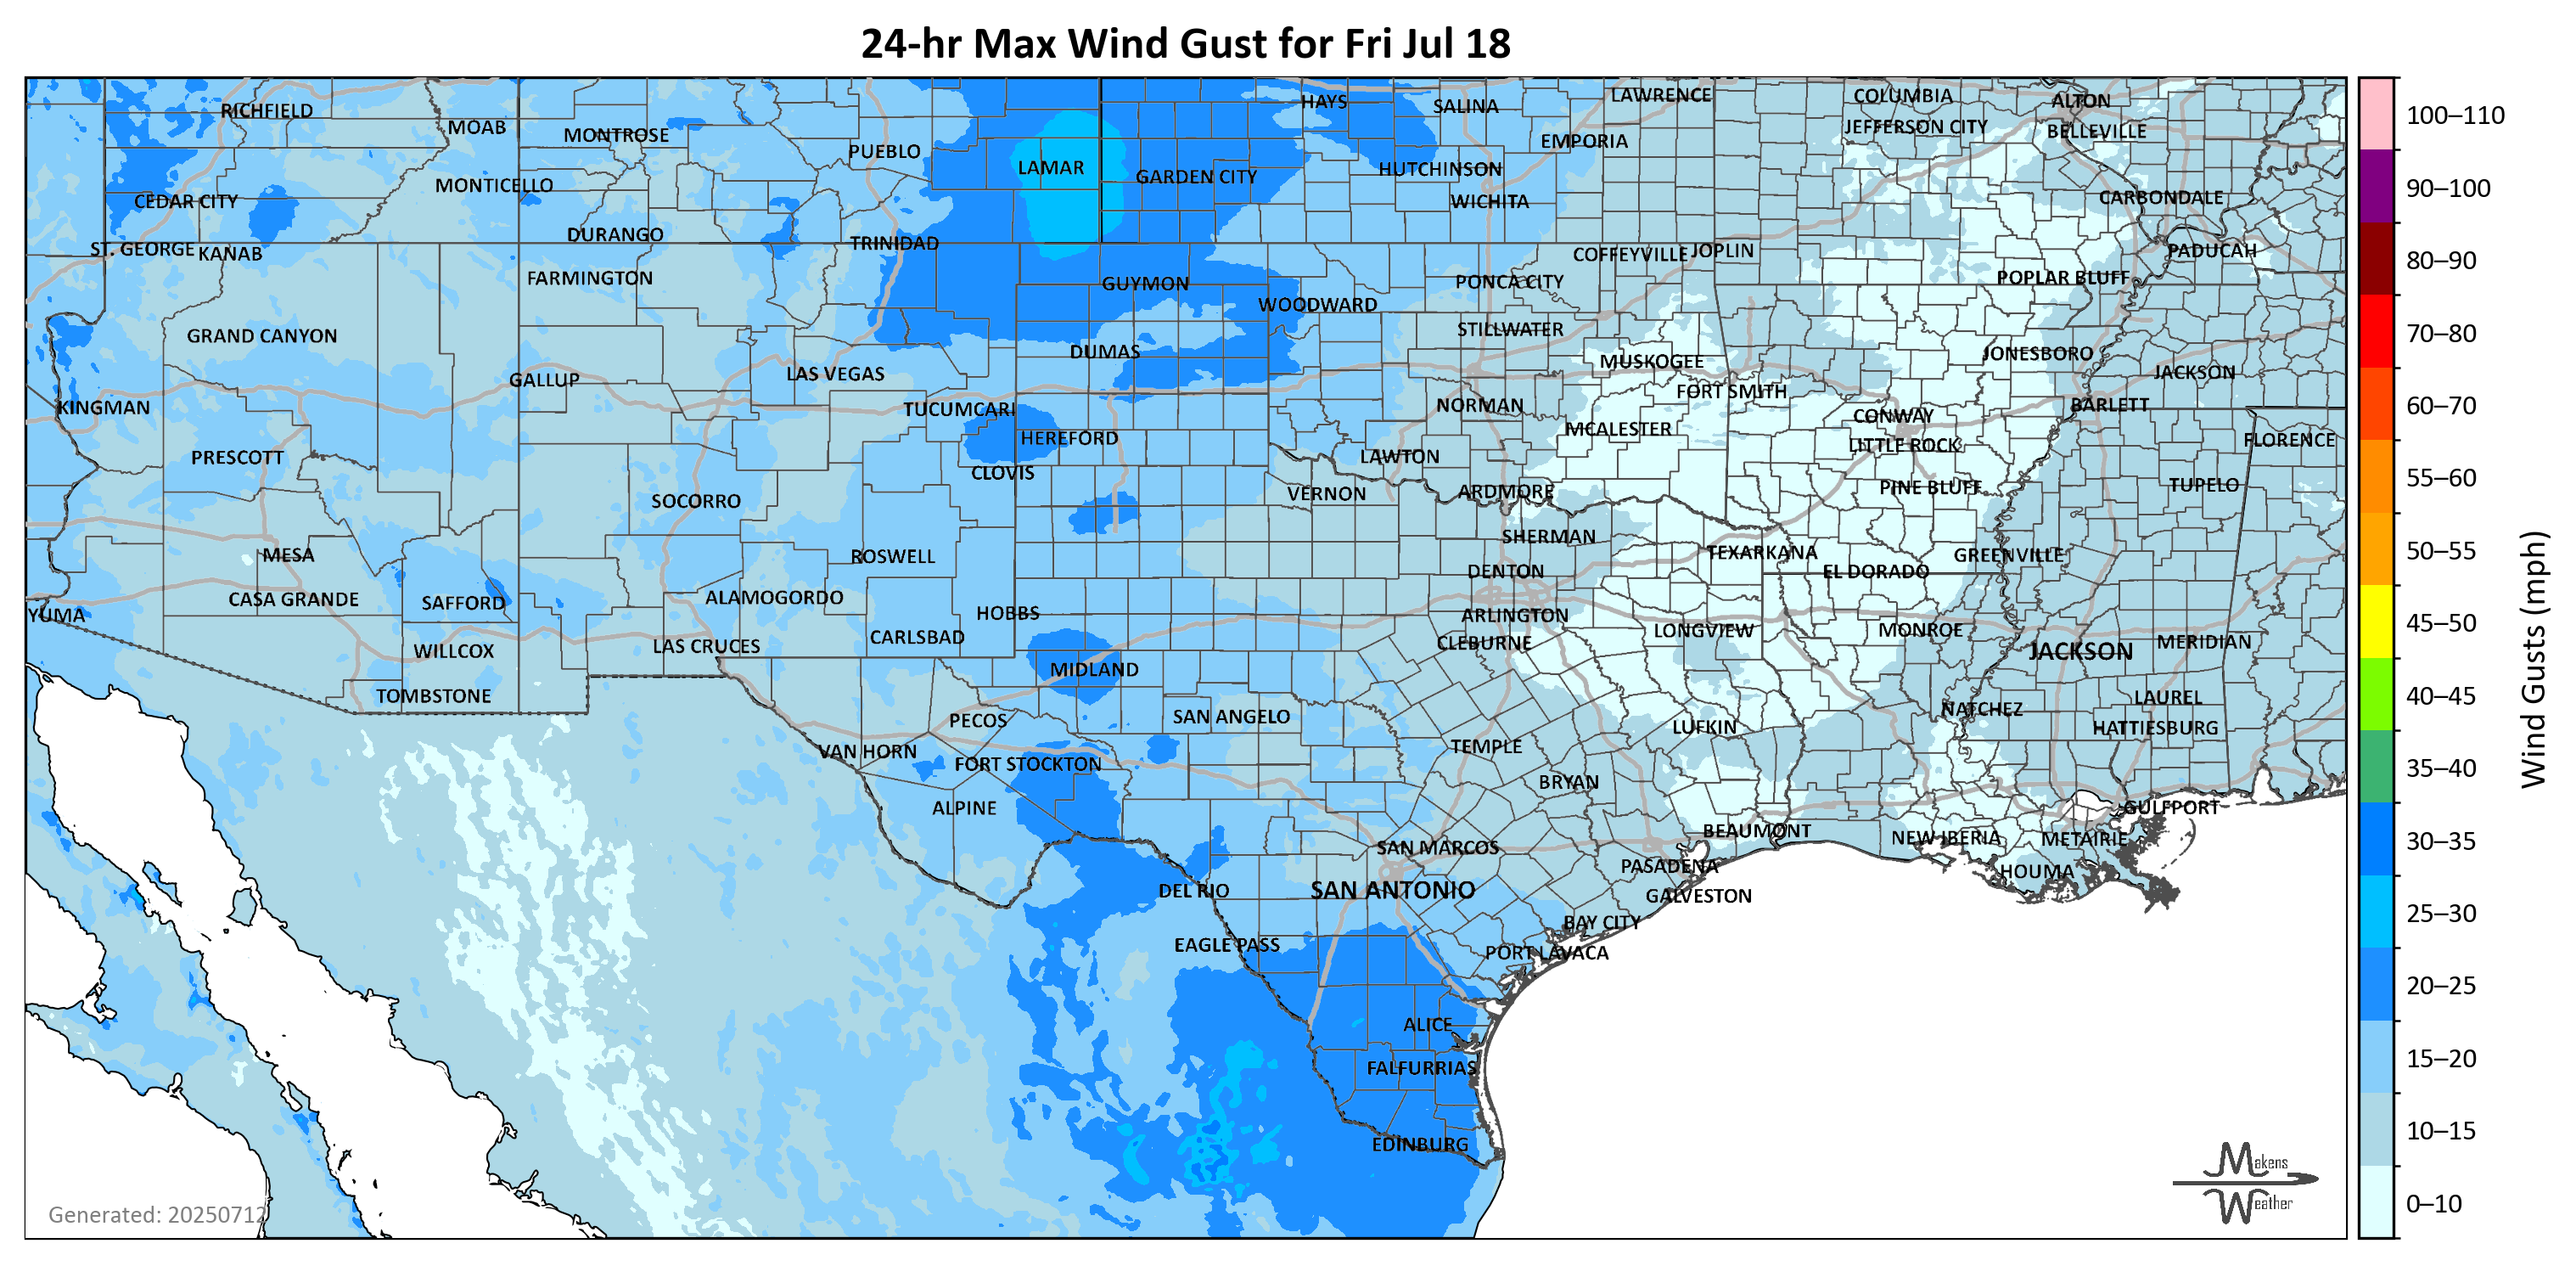 24-hr Max Wind Gust for Fri Jul 18
RICHFIELD
MOAB
MONTROSE
PUEBLO
LAMAR
GARDEN CITY
HAYS
SALINA
HUTCHINSON
WICHITA
EMPORIA
LAWRENCE
COLUMBIA
JEFFERSON CITY
ALTON
BELLEVILLE
CARBONDALE
CEDAR CITY
MONTICELLO
DURANGO
TRINIDAD
ST. GEORGE
KANAB
FARMINGTON
GUYMON
WOODWARD
PONCA CITY
COFFEYVILLE
JOPLIN
POPLAR BLUFF
PADUCAH
GRAND CANYON
DUMAS
STILLWATER
MUSKOGEE
JONESBORO
JACKSON
KINGMAN
GALLUP
LAS VEGAS
TUCUMCARI
HEREFORD
NORMAN
FORT SMITH
MCALESTER
CONWAY
LITTLE ROCK
BARLETT
FLORENCE
PRESCOTT
SOCORRO
CLOVIS
VERNON
LAWTON
ARDMORE
PINE BLUFF
TUPELO
MESA
ROSWELL
SHERMAN
TEXARKANA
GREENVILLE
YUMA
CASA GRANDE
SAFFORD
ALAMOGORDO
HOBBS
DENTON
ARLINGTON
EL DORADO
WILLCOX
LAS CRUCES
CARLSBAD
MIDLAND
CLEBURNE
LONGVIEW
MONROE
JACKSON
MERIDIAN
TOMBSTONE
PECOS
SAN ANGELO
TEMPLE
LUFKIN
NATCHEZ
LAUREL
HATTIESBURG
VAN HORN
FORT STOCKTON
BRYAN
ALPINE
SAN MARCOS
BEAUMONT
NEW IBERIA
METAIRIE
GULFPORT
DEL RIO
SAN ANTONIO
PASADENA
GALVESTON
HOUMA
EAGLE PASS
BAY CITY
PORT LAVACA
ALICE
FALFURRIAS
EDINBURG
Generated: 20250712
Makens
Weather
100–110
90–100
80–90
70–80
60–70
55–60
50–55
45–50
40–45
35–40
30–35
25–30
20–25
15–20
10–15
0–10
Wind Gusts (mph)